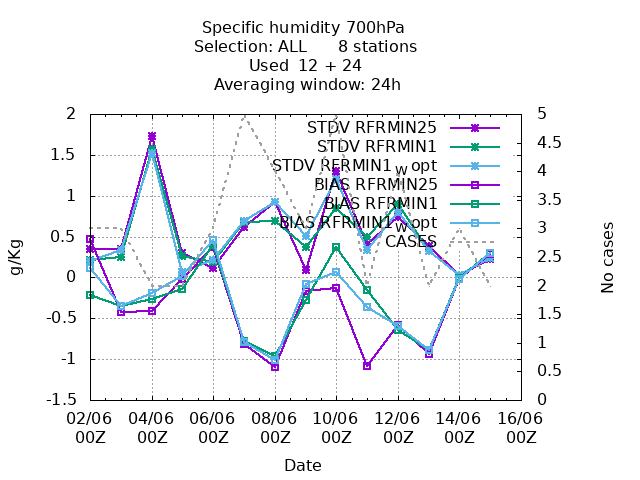 Specific humidity 700hPa
Selection: ALL 8 stations
Used 12 + 24
Averaging window: 24h
g/Kg
2
1.5
1
0.5
0
-0.5
-1
-1.5
STDV RFRMIN25
STDV RFRMIN1
STDV RFRMIN1_w opt
BIAS RFRMIN25
BIAS RFRMIN1
BIAS RFRMIN1_w opt
CASES
5
4.5
4
3.5
3
2.5
2
1.5
1
0.5
0
No cases
02/06 04/06 06/06 08/06 10/06 12/06 14/06 16/06
00Z 00Z 00Z 00Z 00Z 00Z 00Z 00Z
Date